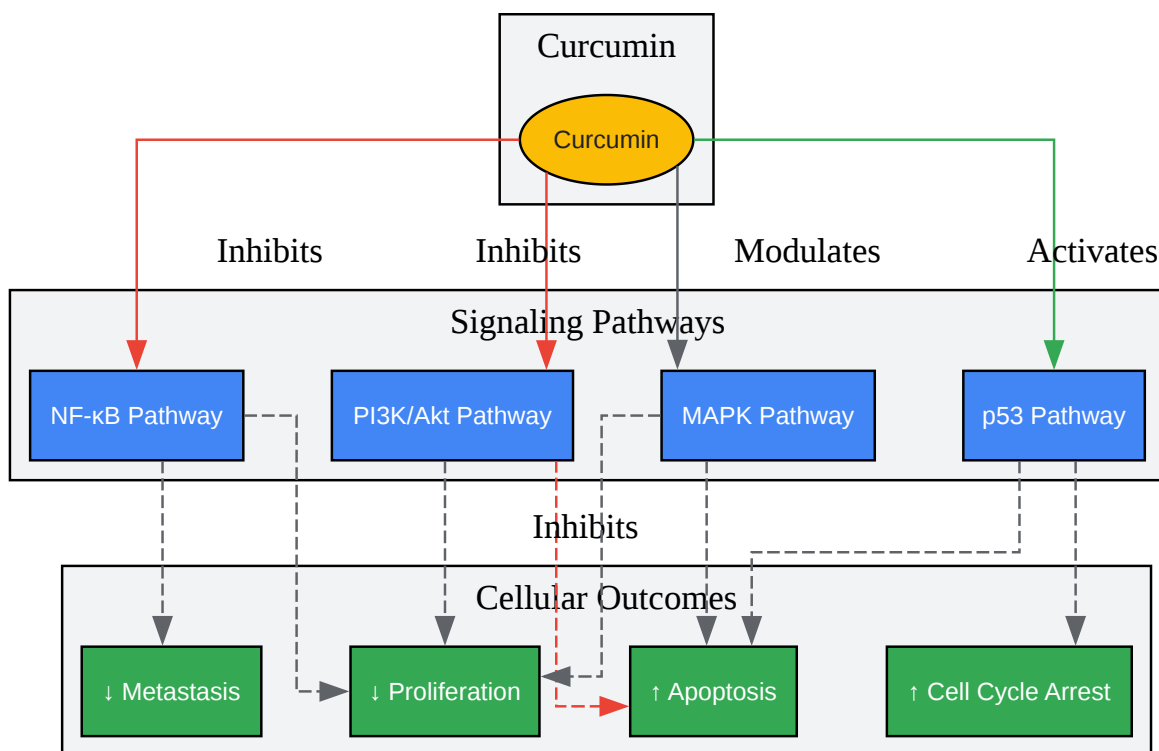 Curcumin
Curcumin
Inhibits
Inhibits
Modulates
Activates
Signaling Pathways
NF-κB Pathway
PI3K/Akt Pathway
MAPK Pathway
p53 Pathway
Inhibits
Cellular Outcomes
↓ Metastasis
↓ Proliferation
↑ Apoptosis
↑ Cell Cycle Arrest